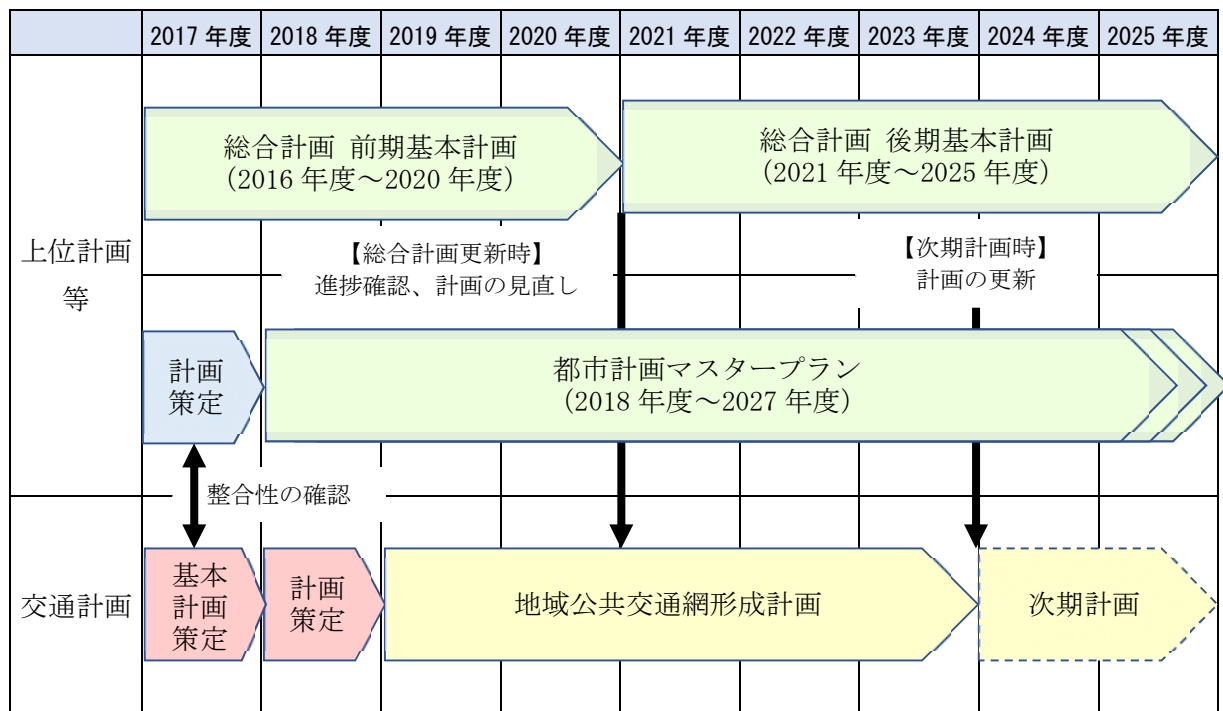 2017 年度 2018 年度 2019 年度 2020 年度 2021 年度 2022 年度 2023 年度 2024 年度 2025 年度
総合計画 前期基本計画
(2016 年度～2020 年度)
総合計画 後期基本計画
(2021 年度～2025 年度)
上位計画
等
【総合計画更新時】
進捗確認、計画の見直し
【次期計画時】
計画の更新
計画
策定
都市計画マスタープラン
(2018 年度～2027 年度)
整合性の確認
交通計画
基本
計画
策定
計画
策定
地域公共交通網形成計画
次期計画